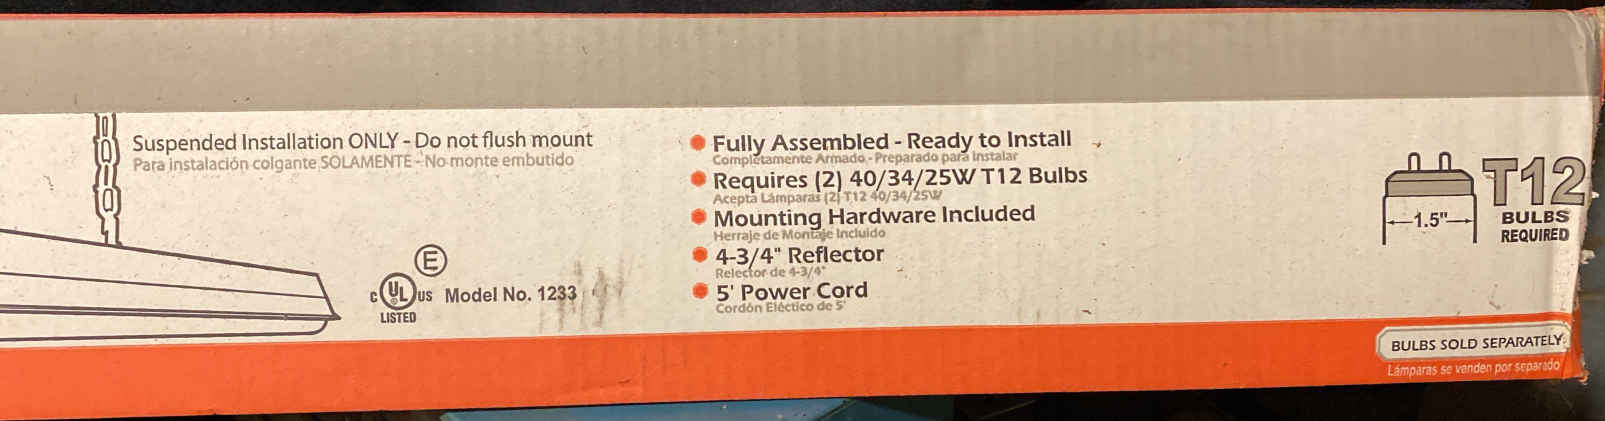 Suspended Installation ONLY - Do not flush mount
Para instalación colgante SOLAMENTE - No monte embutido
E
C UL US Model No. 1233
LISTED
Fully Assembled - Ready to Install
Completamente Armado - Preparado para Instalar
Requires (2) 40/34/25W T12 Bulbs
Acepta Lámparas (2) T12 40/34/25W
Mounting Hardware Included
Herraje de Montaje Incluido
4-3/4" Reflector
Relector de 4-3/4"
5' Power Cord
Cordón Eléctico de 5'
1.5"
T12
BULBS
REQUIRED
BULBS SOLD SEPARATELY
Lámparas se venden por separado